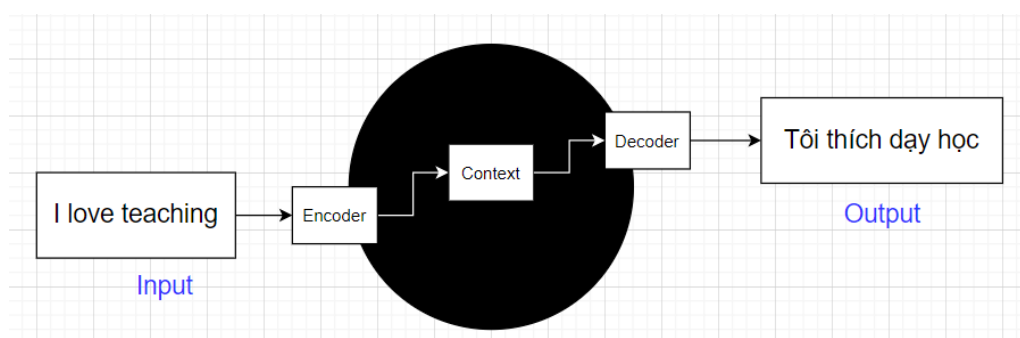 I love teaching
Input
Encoder
Context
Decoder
Tôi thích dạy học
Output